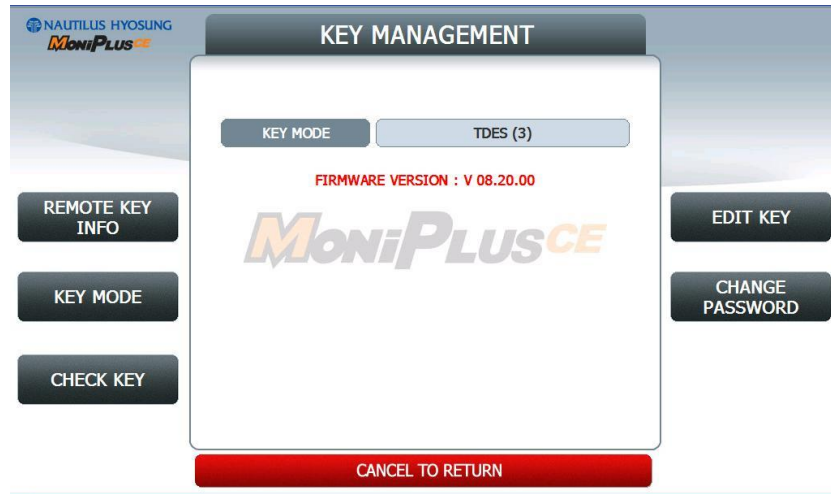 NAUTILUS HYOSUNG
MoniPlusCE
KEY MANAGEMENT
KEY MODE
TDES (3)
FIRMWARE VERSION : V 08.20.00
MoniPlusCE
REMOTE KEY
INFO
KEY MODE
CHECK KEY
EDIT KEY
CHANGE
PASSWORD
CANCEL TO RETURN